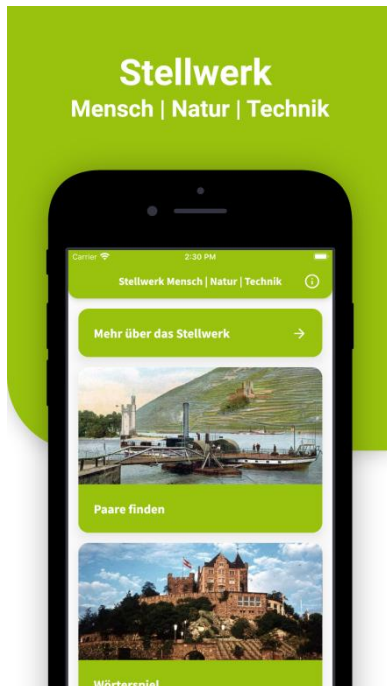 Stellwerk
Mensch | Natur | Technik
Carrier 2:30 PM
Stellwerk Mensch | Natur | Technik
Mehr über das Stellwerk
Paare finden
Wörterspiel